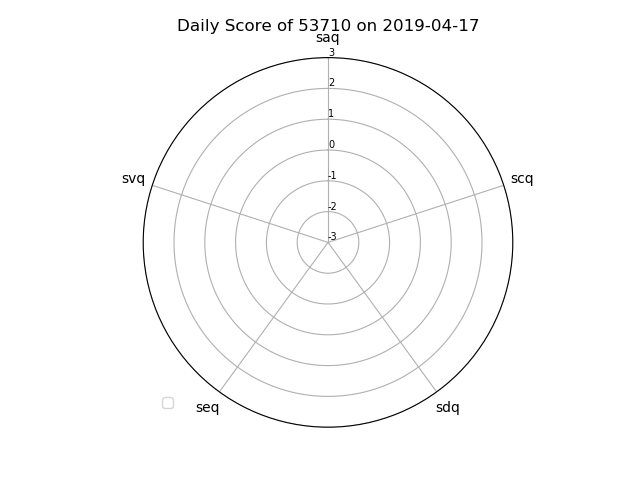 Daily Score of 53710 on 2019-04-17
saq
3
2
1
0
-1
-2
-3
svq
scq
seq
sdq